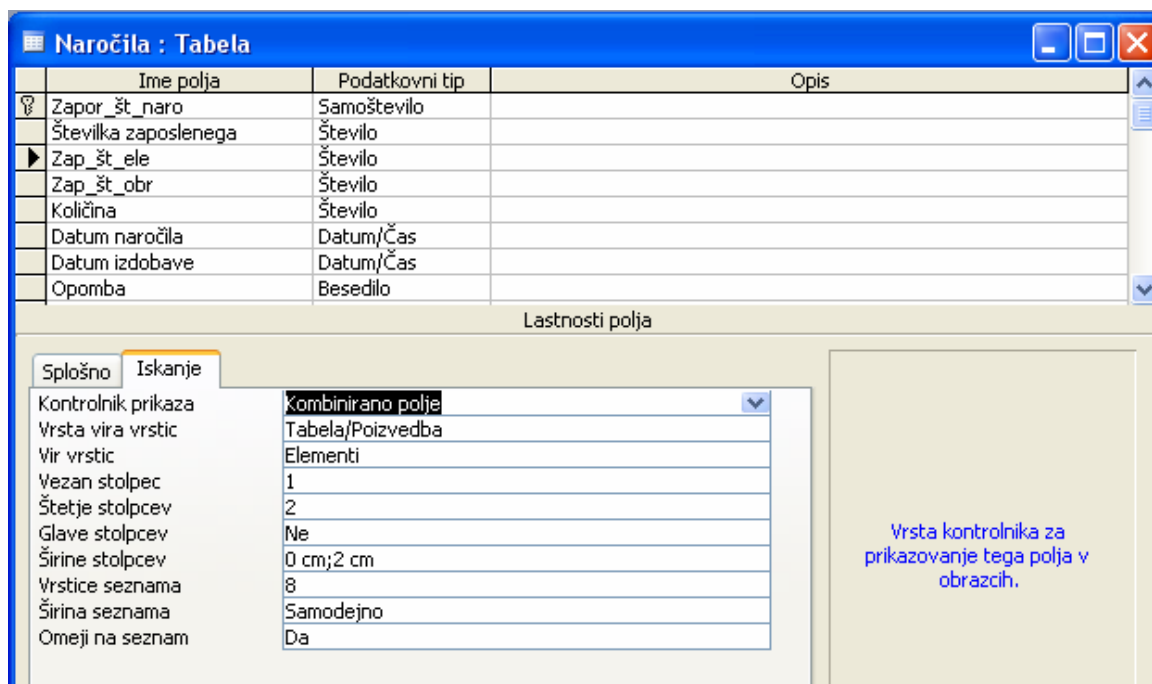 Naročila : Tabela
Ime polja Podatkovni tip Opis
Zapor_št_naro Samoštevilo
Številka zaposlenega Število
Zap_št_ele Število
Zap_št_obr Število
Količina Število
Datum naročila Datum/Čas
Datum izdobave Datum/Čas
Opomba Besedilo
Lastnosti polja
Splošno Iskanje
Kontrolnik prikaza Kombinirano polje
Vrsta vira vrstic Tabela/Poizvedba
Vir vrstic Elementi
Vezan stolpec 1
Štetje stolpcev 2
Glave stolpcev Ne
Širine stolpcev 0 cm;2 cm
Vrstice seznama 8
Širina seznama Samodejno
Omeji na seznam Da
Vrsta kontrolnika za
prikazovanje tega polja v
obrazcih.